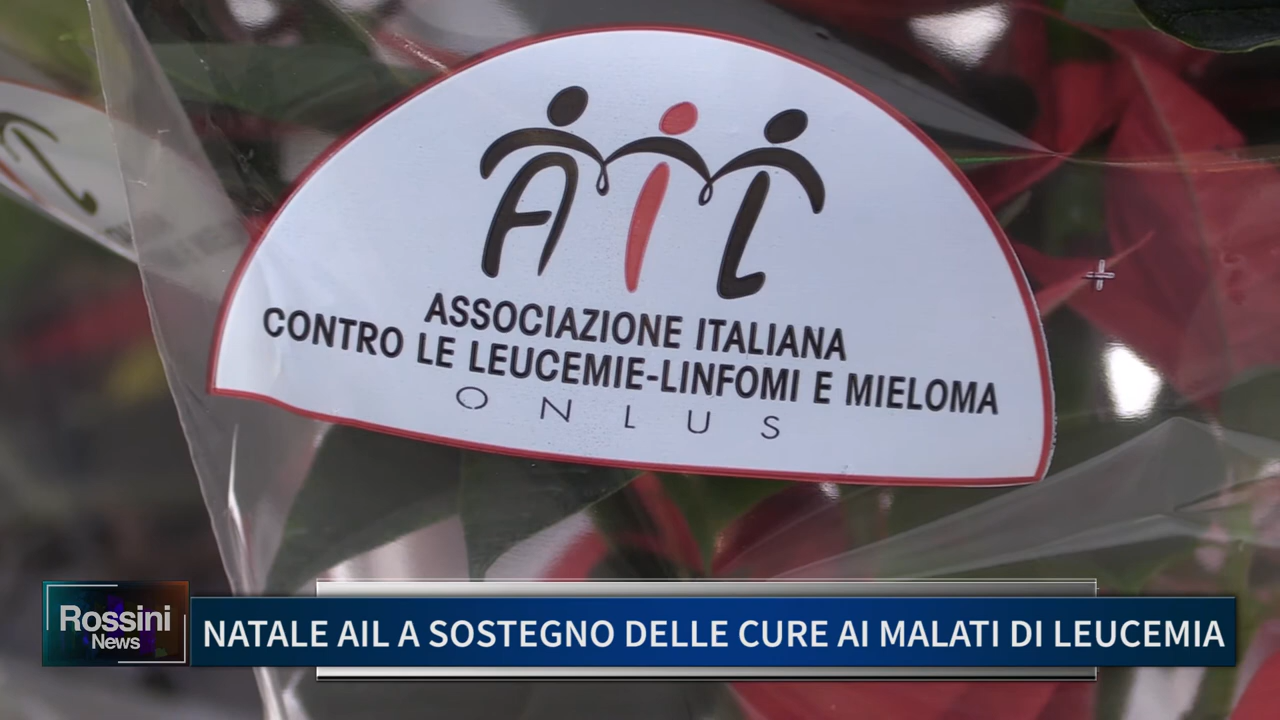 AIL
ASSOCIAZIONE ITALIANA
CONTRO LE LEUCEMIE-LINFOMI E MIELOMA
ONLUS
Rossini
News
NATALE AIL A SOSTEGNO DELLE CURE AI MALATI DI LEUCEMIA